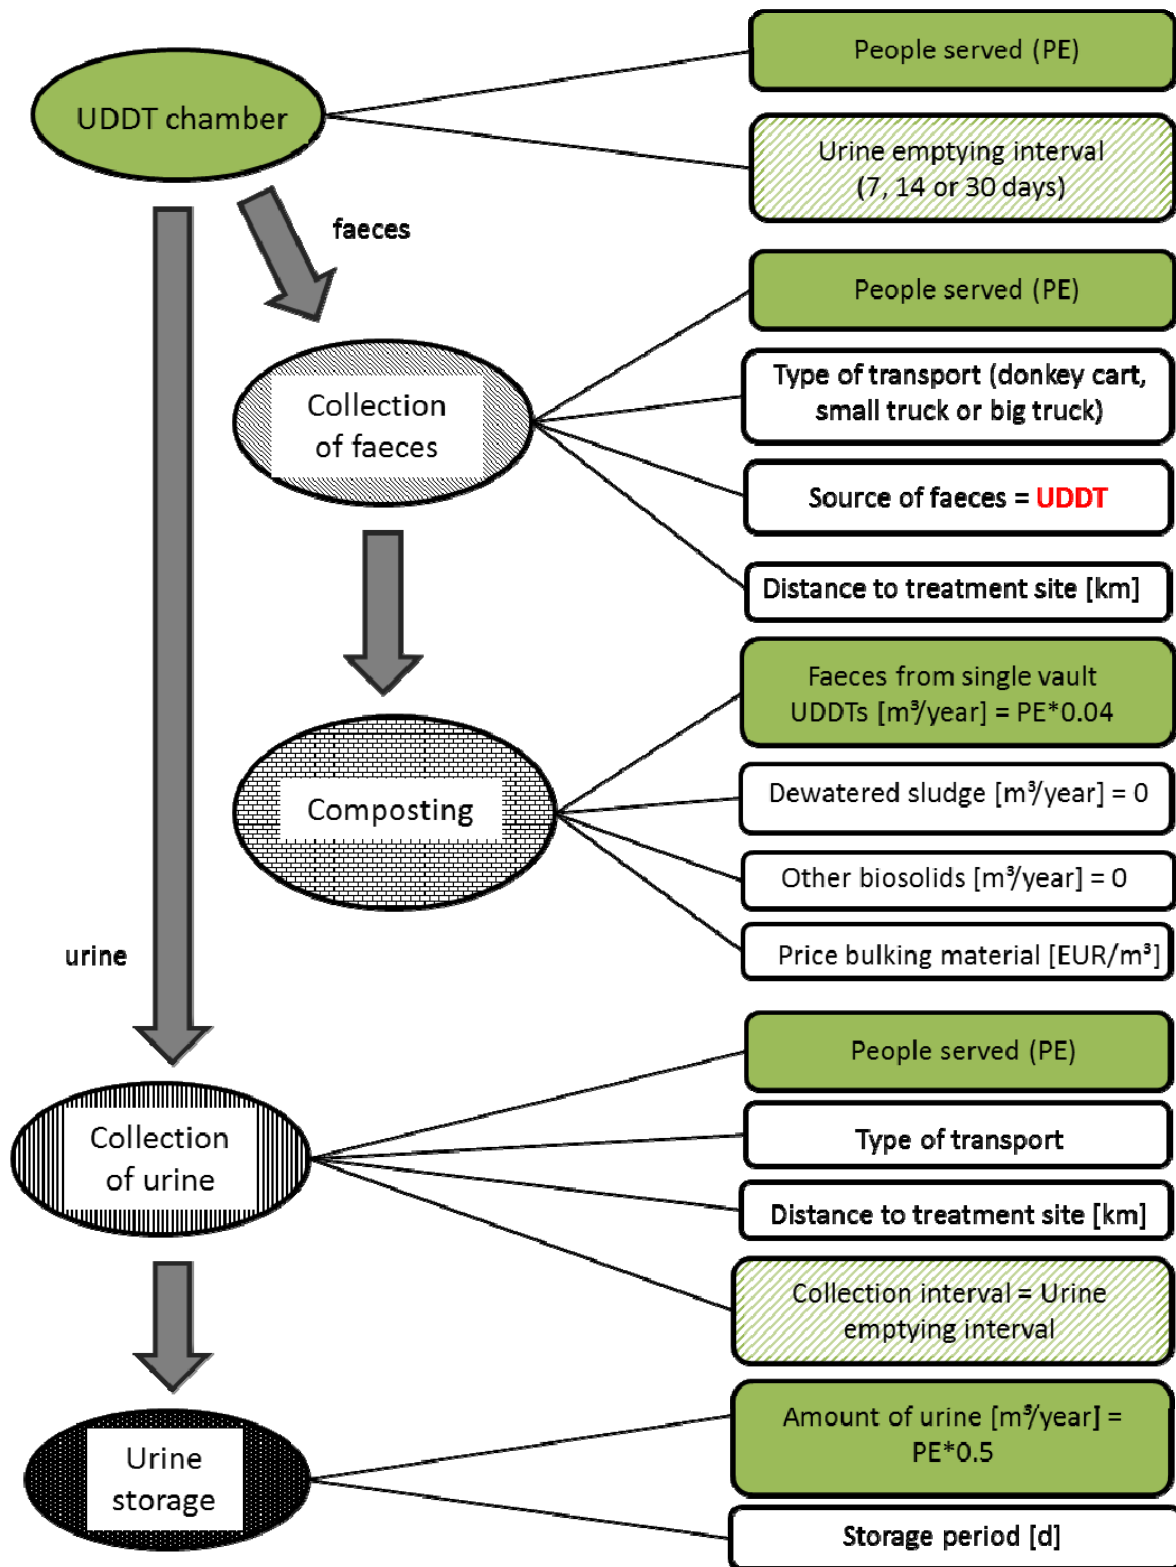 People served (PE)
UDDT chamber
Urine emptying interval
(7, 14 or 30 days)
faeces
People served (PE)
Type of transport (donkey cart,
small truck or big truck)
Collection
of faeces
Source of faeces = UDDT
Distance to treatment site [km]
Faeces from single vault
UDDTs [m³/year] = PE*0.04
Composting
Dewatered sludge [m³/year] = 0
Other biosolids [m³/year] = 0
Price bulking material [EUR/m³]
urine
People served (PE)
Collection
of urine
Type of transport
Distance to treatment site [km]
Collection interval = Urine
emptying interval
Amount of urine [m³/year] =
PE*0.5
Urine
storage
Storage period [d]